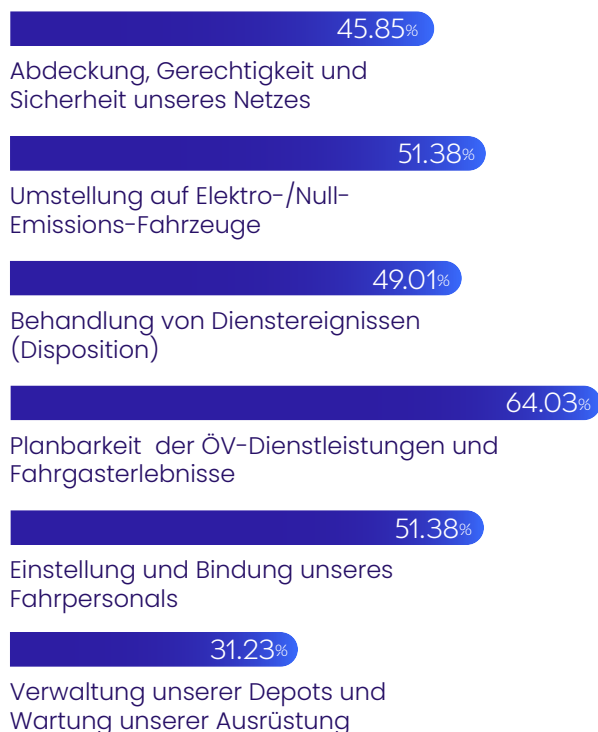 45.85%
Abdeckung, Gerechtigkeit und
Sicherheit unseres Netzes
51.38%
Umstellung auf Elektro-/Null-
Emissions-Fahrzeuge
49.01%
Behandlung von Dienstereignissen
(Disposition)
64.03%
Planbarkeit der ÖV-Dienstleistungen und
Fahrgasterlebnisse
51.38%
Einstellung und Bindung unseres
Fahrpersonals
31.23%
Verwaltung unserer Depots und
Wartung unserer Ausrüstung